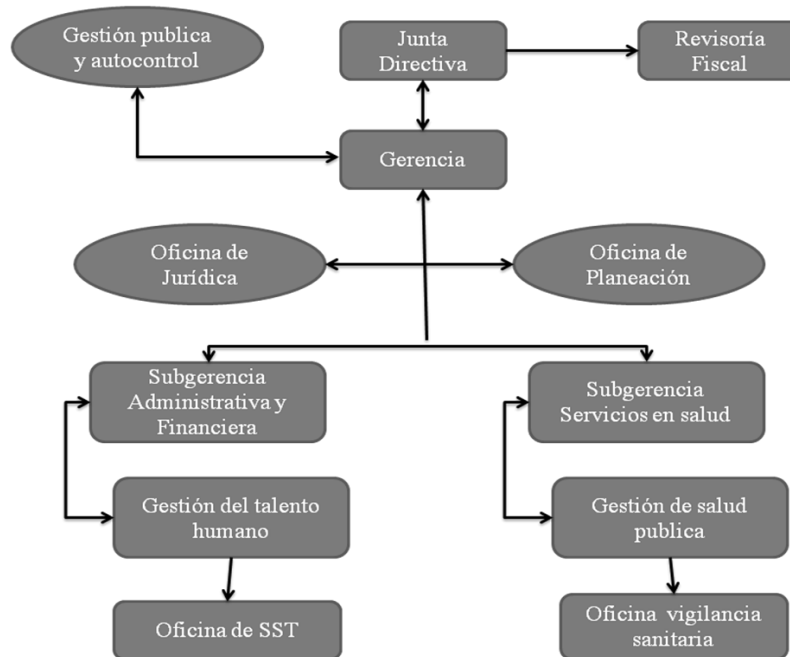 Gestión publica
y autocontrol
Junta
Directiva
Revisoría
Fiscal
Gerencia
Oficina de
Jurídica
Oficina de
Planeación
Subgerencia
Administrativa y
Financiera
Subgerencia
Servicios en salud
Gestión del talento
humano
Gestión de salud
publica
Oficina de SST
Oficina vigilancia
sanitaria